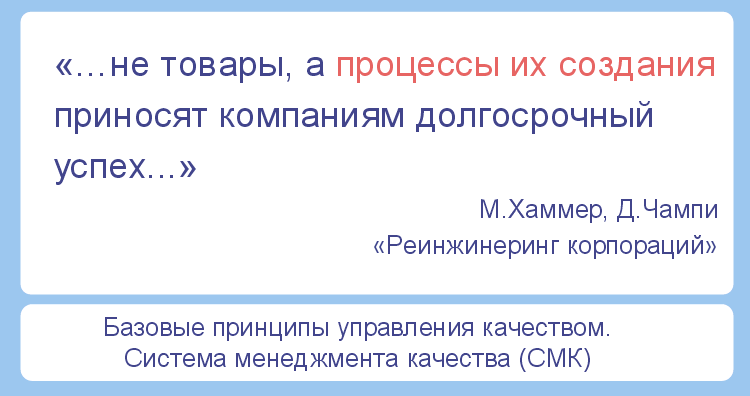 «...не товары, а процессы их создания
приносят компаниям долгосрочный
успех...»
М.Хаммер, Д.Чампи
«Реинжинеринг корпораций»
Базовые принципы управления качеством.
Система менеджмента качества (СМК)